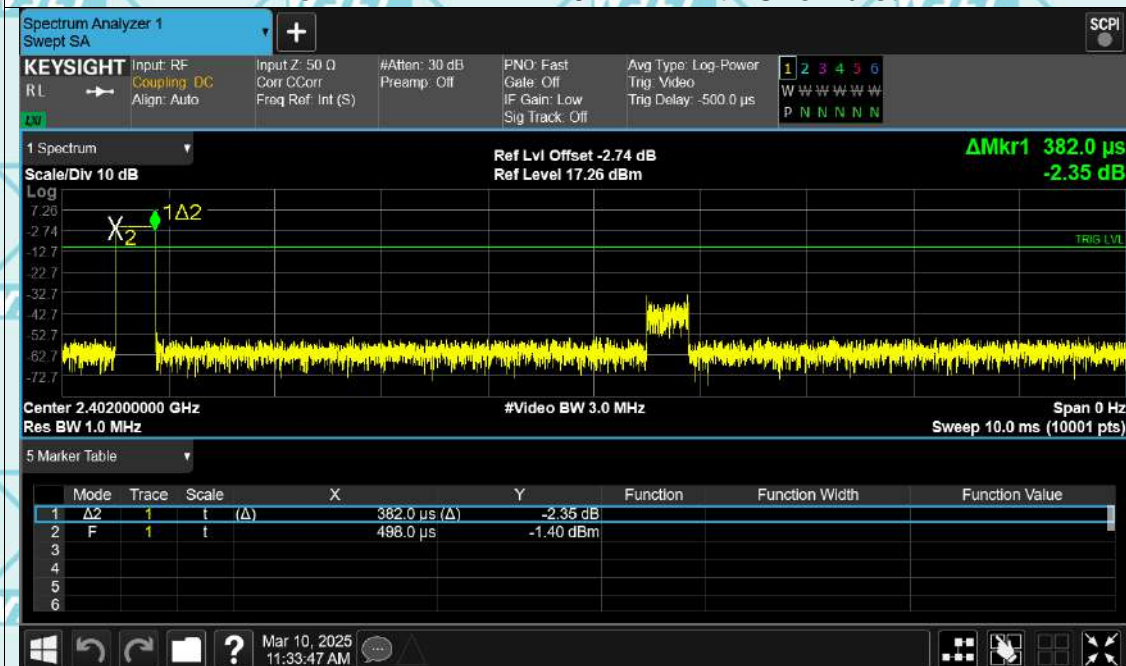 Spectrum Analyzer 1
Swept SA
+
SCPI
KEYSIGHT Input: RF Input Z: 50 Ω #Atten: 30 dB PNO: Fast Avg Type: Log-Power 1 2 3 4 5 6
RL Coupling: DC Corr CCorr Preamp: Off Gate: Off Trig: Video W W W W W W
Align: Auto Freq Ref: Int (S) IF Gain: Low Trig Delay: -500.0 µs P N N N N N
LXI Sig Track: Off
1 Spectrum Ref Lvl Offset -2.74 dB ΔMkr1 382.0 µs
Scale/Div 10 dB Ref Level 17.26 dBm -2.35 dB
Log
7.26 1Δ2
-2.74 X2
TRIG LVL
-12.7
-22.7
-32.7
-42.7
-52.7
-62.7
-72.7
Center 2.402000000 GHz #Video BW 3.0 MHz Span 0 Hz
Res BW 1.0 MHz Sweep 10.0 ms (10001 pts)
5 Marker Table
Mode Trace Scale X Y Function Function Width Function Value
1 Δ2 1 t (Δ) 382.0 µs (Δ) -2.35 dB
2 F 1 t 498.0 µs -1.40 dBm
3
4
5
6
? Mar 10, 2025
11:33:47 AM